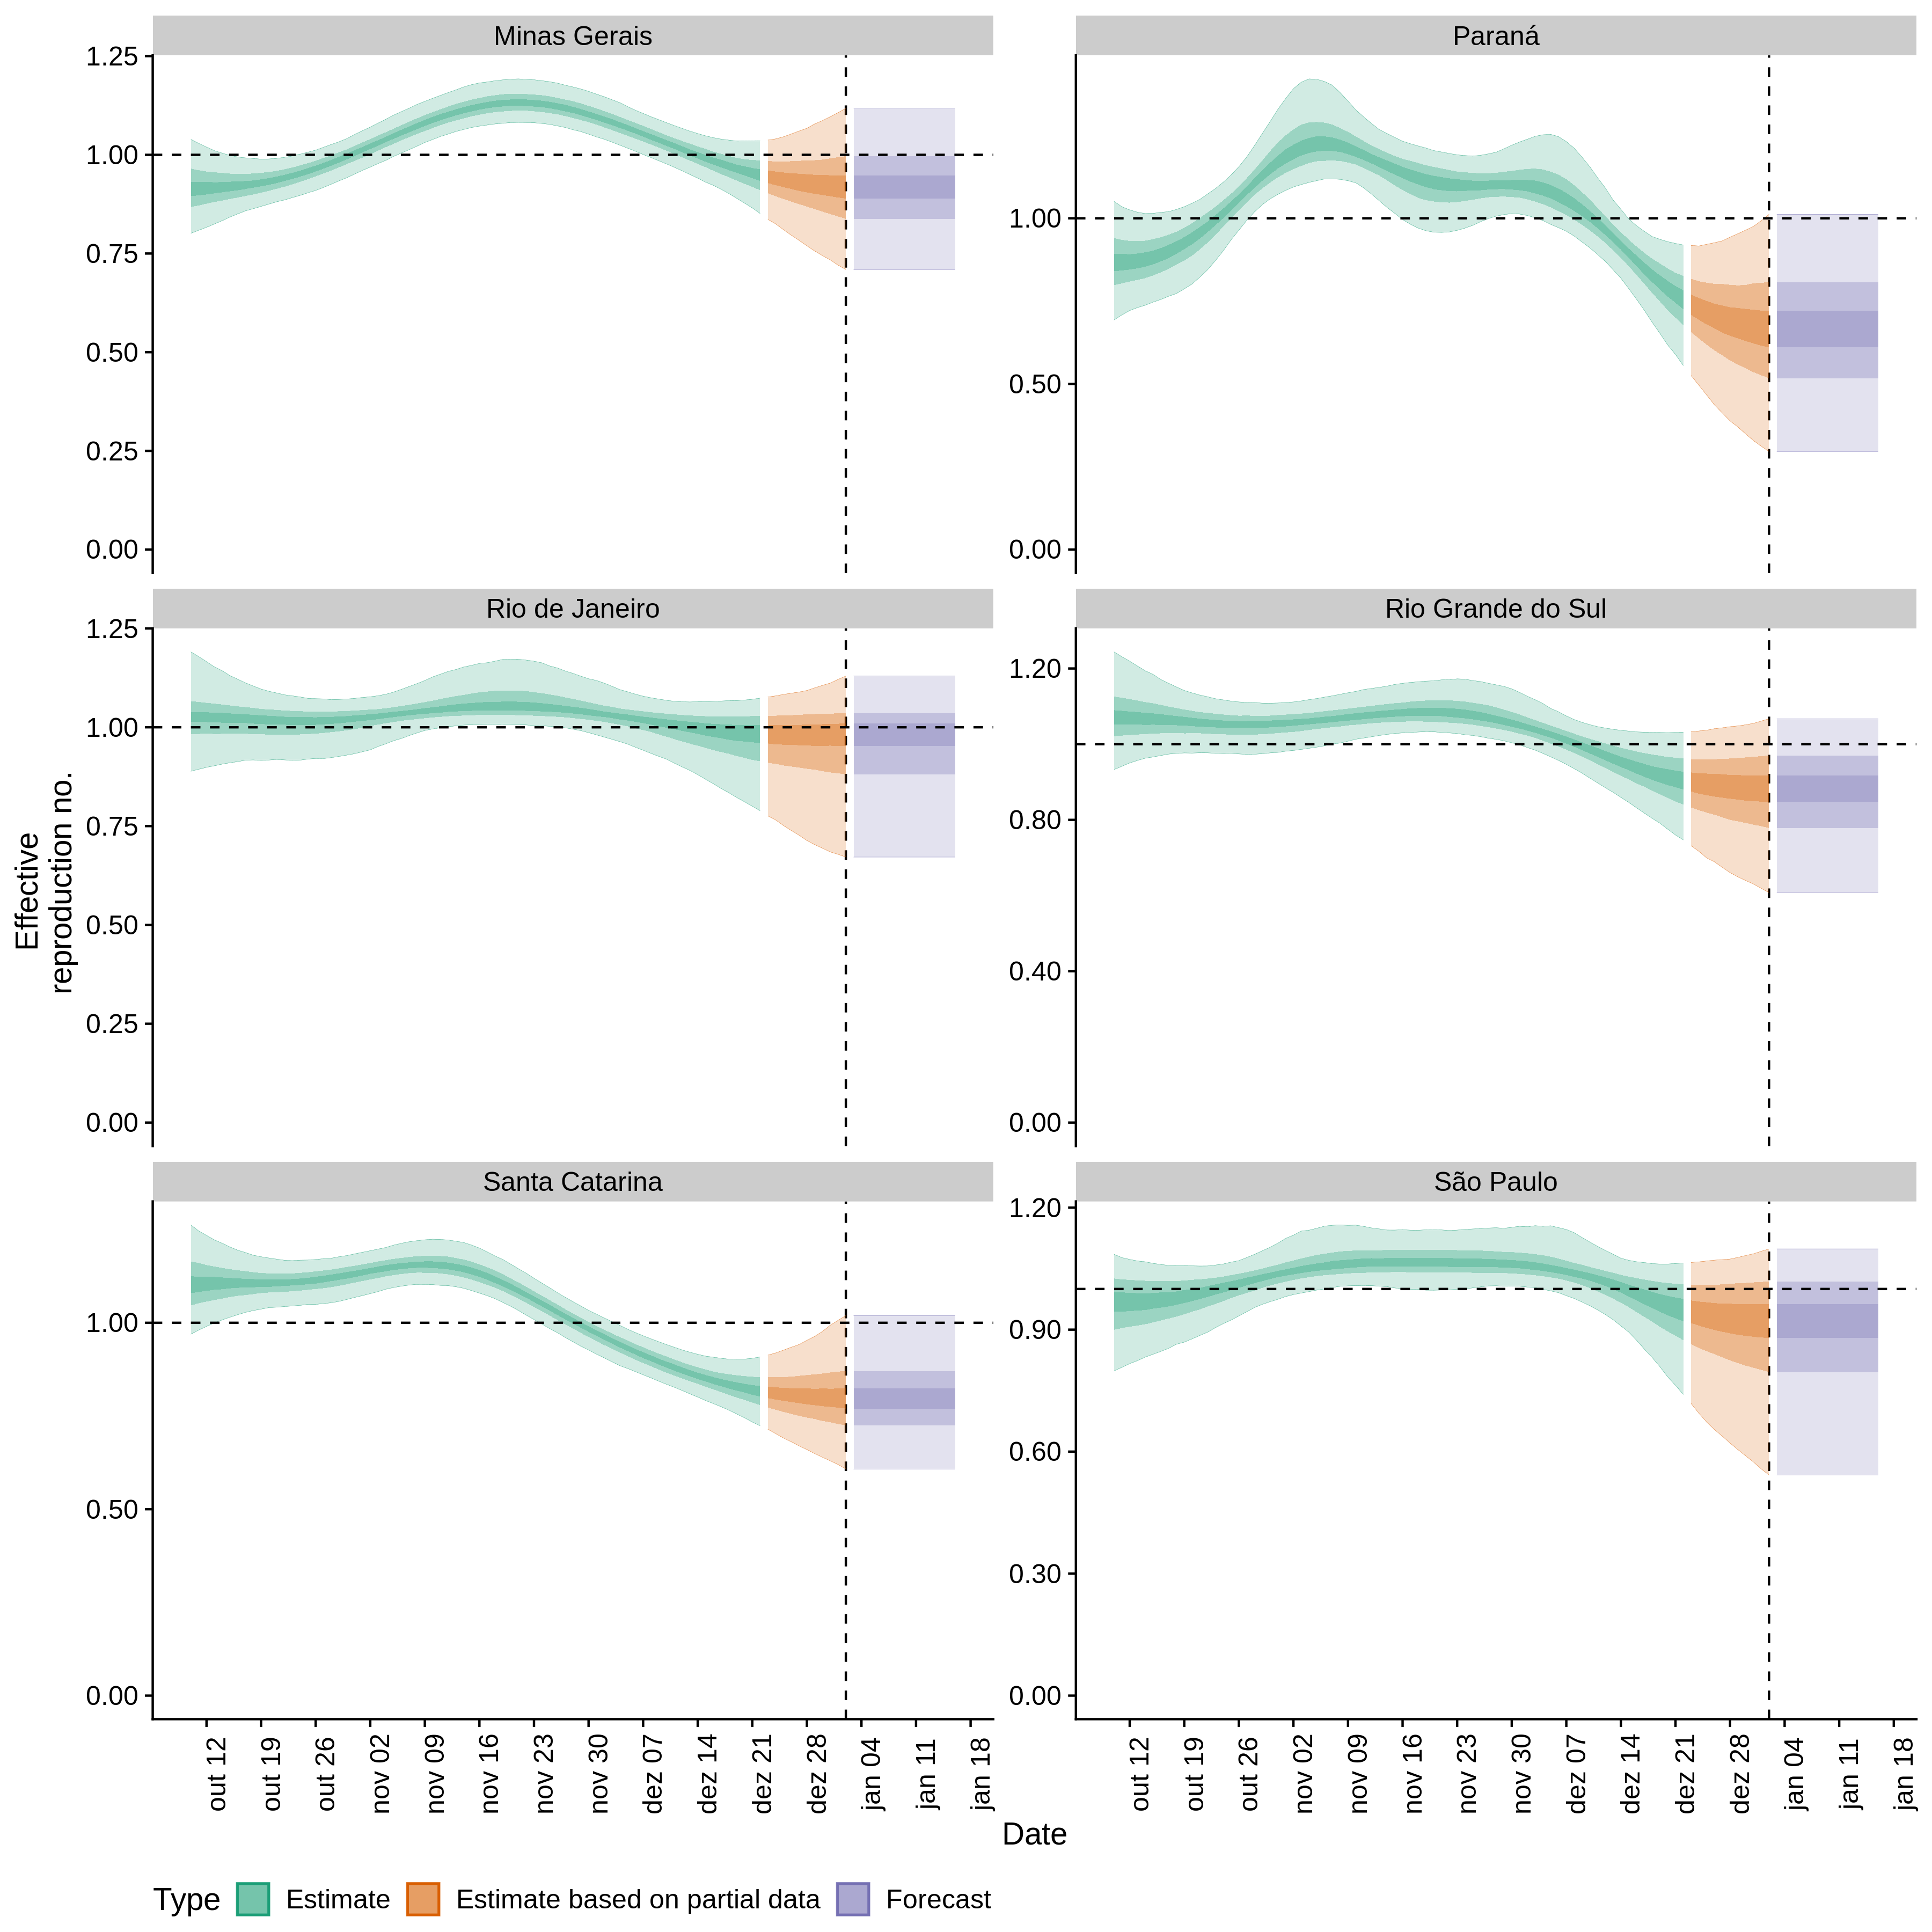 Minas Gerais
Paraná
1.25
1.00
0.75
0.50
0.25
0.00
1.00
0.50
0.00
Rio de Janeiro
Rio Grande do Sul
1.25
1.00
0.75
0.50
0.25
0.00
1.20
0.80
0.40
0.00
Effective
reproduction no.
Santa Catarina
São Paulo
1.00
0.50
0.00
1.20
0.90
0.60
0.30
0.00
out 12
out 19
out 26
nov 02
nov 09
nov 16
nov 23
nov 30
dez 07
dez 14
dez 21
dez 28
jan 04
jan 11
jan 18
out 12
out 19
out 26
nov 02
nov 09
nov 16
nov 23
nov 30
dez 07
dez 14
dez 21
dez 28
jan 04
jan 11
jan 18
Date
Type Estimate Estimate based on partial data Forecast